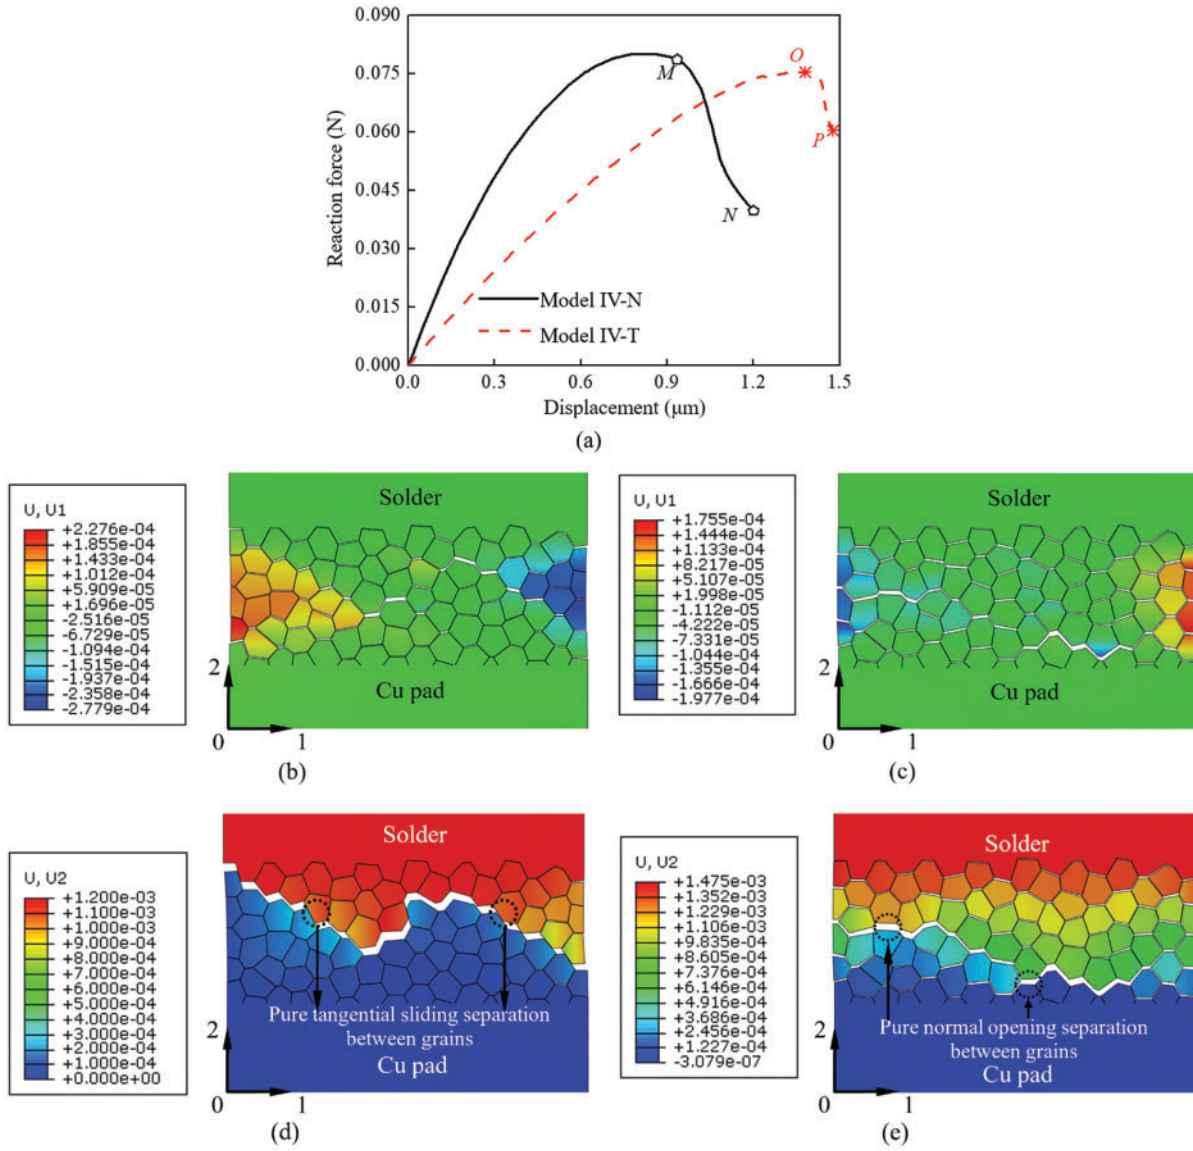 0.090
0.075
0.060
0.045
0.030
0.015
0.000
Reaction force (N)
M
N
O
P
Model IV-N
Model IV-T
0.0 0.3 0.6 0.9 1.2 1.5
Displacement (μm)
(a)
U, U1
+2.276e-04
+1.855e-04
+1.433e-04
+1.012e-04
+5.909e-05
+1.696e-05
-2.516e-05
-6.729e-05
-1.094e-04
-1.515e-04
-1.937e-04
-2.358e-04
-2.779e-04
Solder
Cu pad
2
0 1
(b)
U, U1
+1.755e-04
+1.444e-04
+1.133e-04
+8.217e-05
+5.107e-05
+1.998e-05
-1.112e-05
-4.222e-05
-7.331e-05
-1.044e-04
-1.355e-04
-1.666e-04
-1.977e-04
Solder
Cu pad
2
0 1
(c)
U, U2
+1.200e-03
+1.100e-03
+1.000e-03
+9.000e-04
+8.000e-04
+7.000e-04
+6.000e-04
+5.000e-04
+4.000e-04
+3.000e-04
+2.000e-04
+1.000e-04
+0.000e+00
Solder
Pure tangential sliding separation
between grains
Cu pad
2
0 1
(d)
U, U2
+1.475e-03
+1.352e-03
+1.229e-03
+1.106e-03
+9.835e-04
+8.605e-04
+7.376e-04
+6.146e-04
+4.916e-04
+3.686e-04
+2.456e-04
+1.227e-04
-3.079e-07
Solder
Pure normal opening separation
between grains
Cu pad
2
0 1
(e)